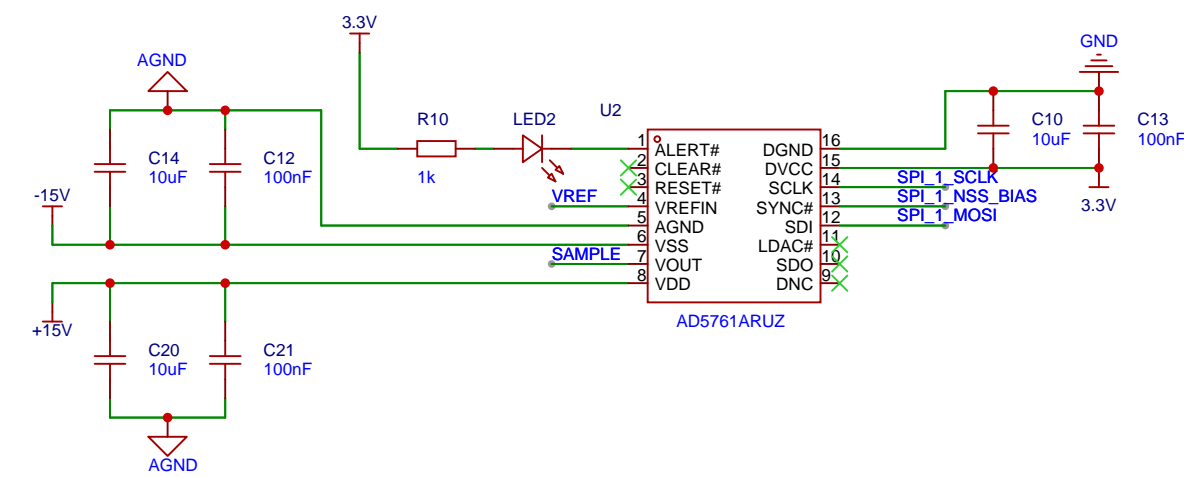 3.3V
GND
AGND
U2
R10
LED2
1k
C14
10uF
C12
100nF
C10
10uF
C13
100nF
-15V
3.3V
VREF
SAMPLE
1 ALERT#
2 CLEAR#
3 RESET#
4 VREFIN
5 AGND
6 VSS
7 VOUT
8 VDD
DGND 16
DVCC 15
SCLK 14
SYNC# 13
SDI 12
LDAC# 11
SDO 10
DNC 9
SPI_1_SCLK
SPI_1_NSS_BIAS
SPI_1_MOSI
AD5761ARUZ
+15V
C20
10uF
C21
100nF
AGND